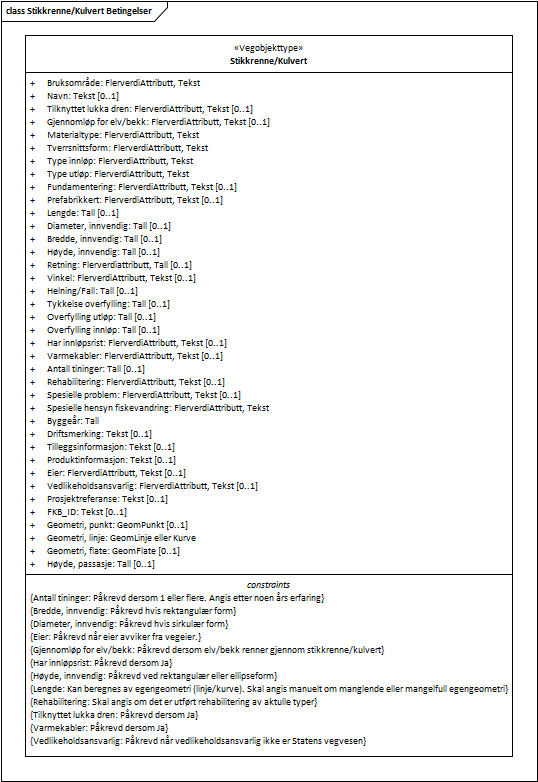 class Stikkrenne/Kulvert Betingelser
«Vegobjekttype»
Stikkrenne/Kulvert
+ Bruksområde: FlerverdiAttributt, Tekst
+ Navn: Tekst [0..1]
+ Tilknyttet lukka dren: FlerverdiAttributt, Tekst [0..1]
+ Gjennomløp for elv/bekk: FlerverdiAttributt, Tekst [0..1]
+ Materialtype: FlerverdiAttributt, Tekst
+ Tverrsnittsform: FlerverdiAttributt, Tekst
+ Type innløp: FlerverdiAttributt, Tekst
+ Type utløp: FlerverdiAttributt, Tekst
+ Fundamentering: FlerverdiAttributt, Tekst [0..1]
+ Prefabrikkert: FlerverdiAttributt, Tekst [0..1]
+ Lengde: Tall [0..1]
+ Diameter, innvendig: Tall [0..1]
+ Bredde, innvendig: Tall [0..1]
+ Høyde, innvendig: Tall [0..1]
+ Retning: Flerverdiattributt, Tall [0..1]
+ Vinkel: FlerverdiAttributt, Tekst [0..1]
+ Helning/Fall: Tall [0..1]
+ Tykkelse overfylling: Tall [0..1]
+ Overfylling utløp: Tall [0..1]
+ Overfylling innløp: Tall [0..1]
+ Har innløpsrist: FlerverdiAttributt, Tekst [0..1]
+ Varmekabler: FlerverdiAttributt, Tekst [0..1]
+ Antall tininger: Tall [0..1]
+ Rehabilitering: FlerverdiAttributt, Tekst [0..1]
+ Spesielle problem: FlerverdiAttributt, Tekst [0..1]
+ Spesielle hensyn fiskevandring: FlerverdiAttributt, Tekst
+ Byggeår: Tall
+ Driftsmerking: Tekst [0..1]
+ Tilleggsinformasjon: Tekst [0..1]
+ Produktinformasjon: Tekst [0..1]
+ Eier: FlerverdiAttributt, Tekst [0..1]
+ Vedlikeholdsansvarlig: FlerverdiAttributt, Tekst [0..1]
+ Prosjektreferanse: Tekst [0..1]
+ FKB_ID: Tekst [0..1]
+ Geometri, punkt: GeomPunkt [0..1]
+ Geometri, linje: GeomLinje eller Kurve
+ Geometri, flate: GeomFlate [0..1]
+ Høyde, passasje: Tall [0..1]
constraints
{Antall tininger: Påkrevd dersom 1 eller flere. Angis etter noen års erfaring}
{Bredde, innvendig: Påkrevd hvis rektangulær form}
{Diameter, innvendig: Påkrevd hvis sirkulær form}
{Eier: Påkrevd når eier avviker fra vegeier.}
{Gjennomløp for elv/bekk: Påkrevd dersom elv/bekk renner gjennom stikkrenne/kulvert}
{Har innløpsrist: Påkrevd dersom Ja}
{Høyde, innvendig: Påkrevd ved rektangulær eller ellipseform}
{Lengde: Kan beregnes av egengeometri (linje/kurve). Skal angis manuelt om manglende eller mangelfull egengeometri}
{Rehabilitering: Skal angis om det er utført rehabilitering av aktulle typer}
{Tilknyttet lukka dren: Påkrevd dersom Ja}
{Varmekabler: Påkrevd dersom Ja}
{Vedlikeholdsansvarlig: Påkrevd når vedlikeholdsansvarlig ikke er Statens vegvesen}